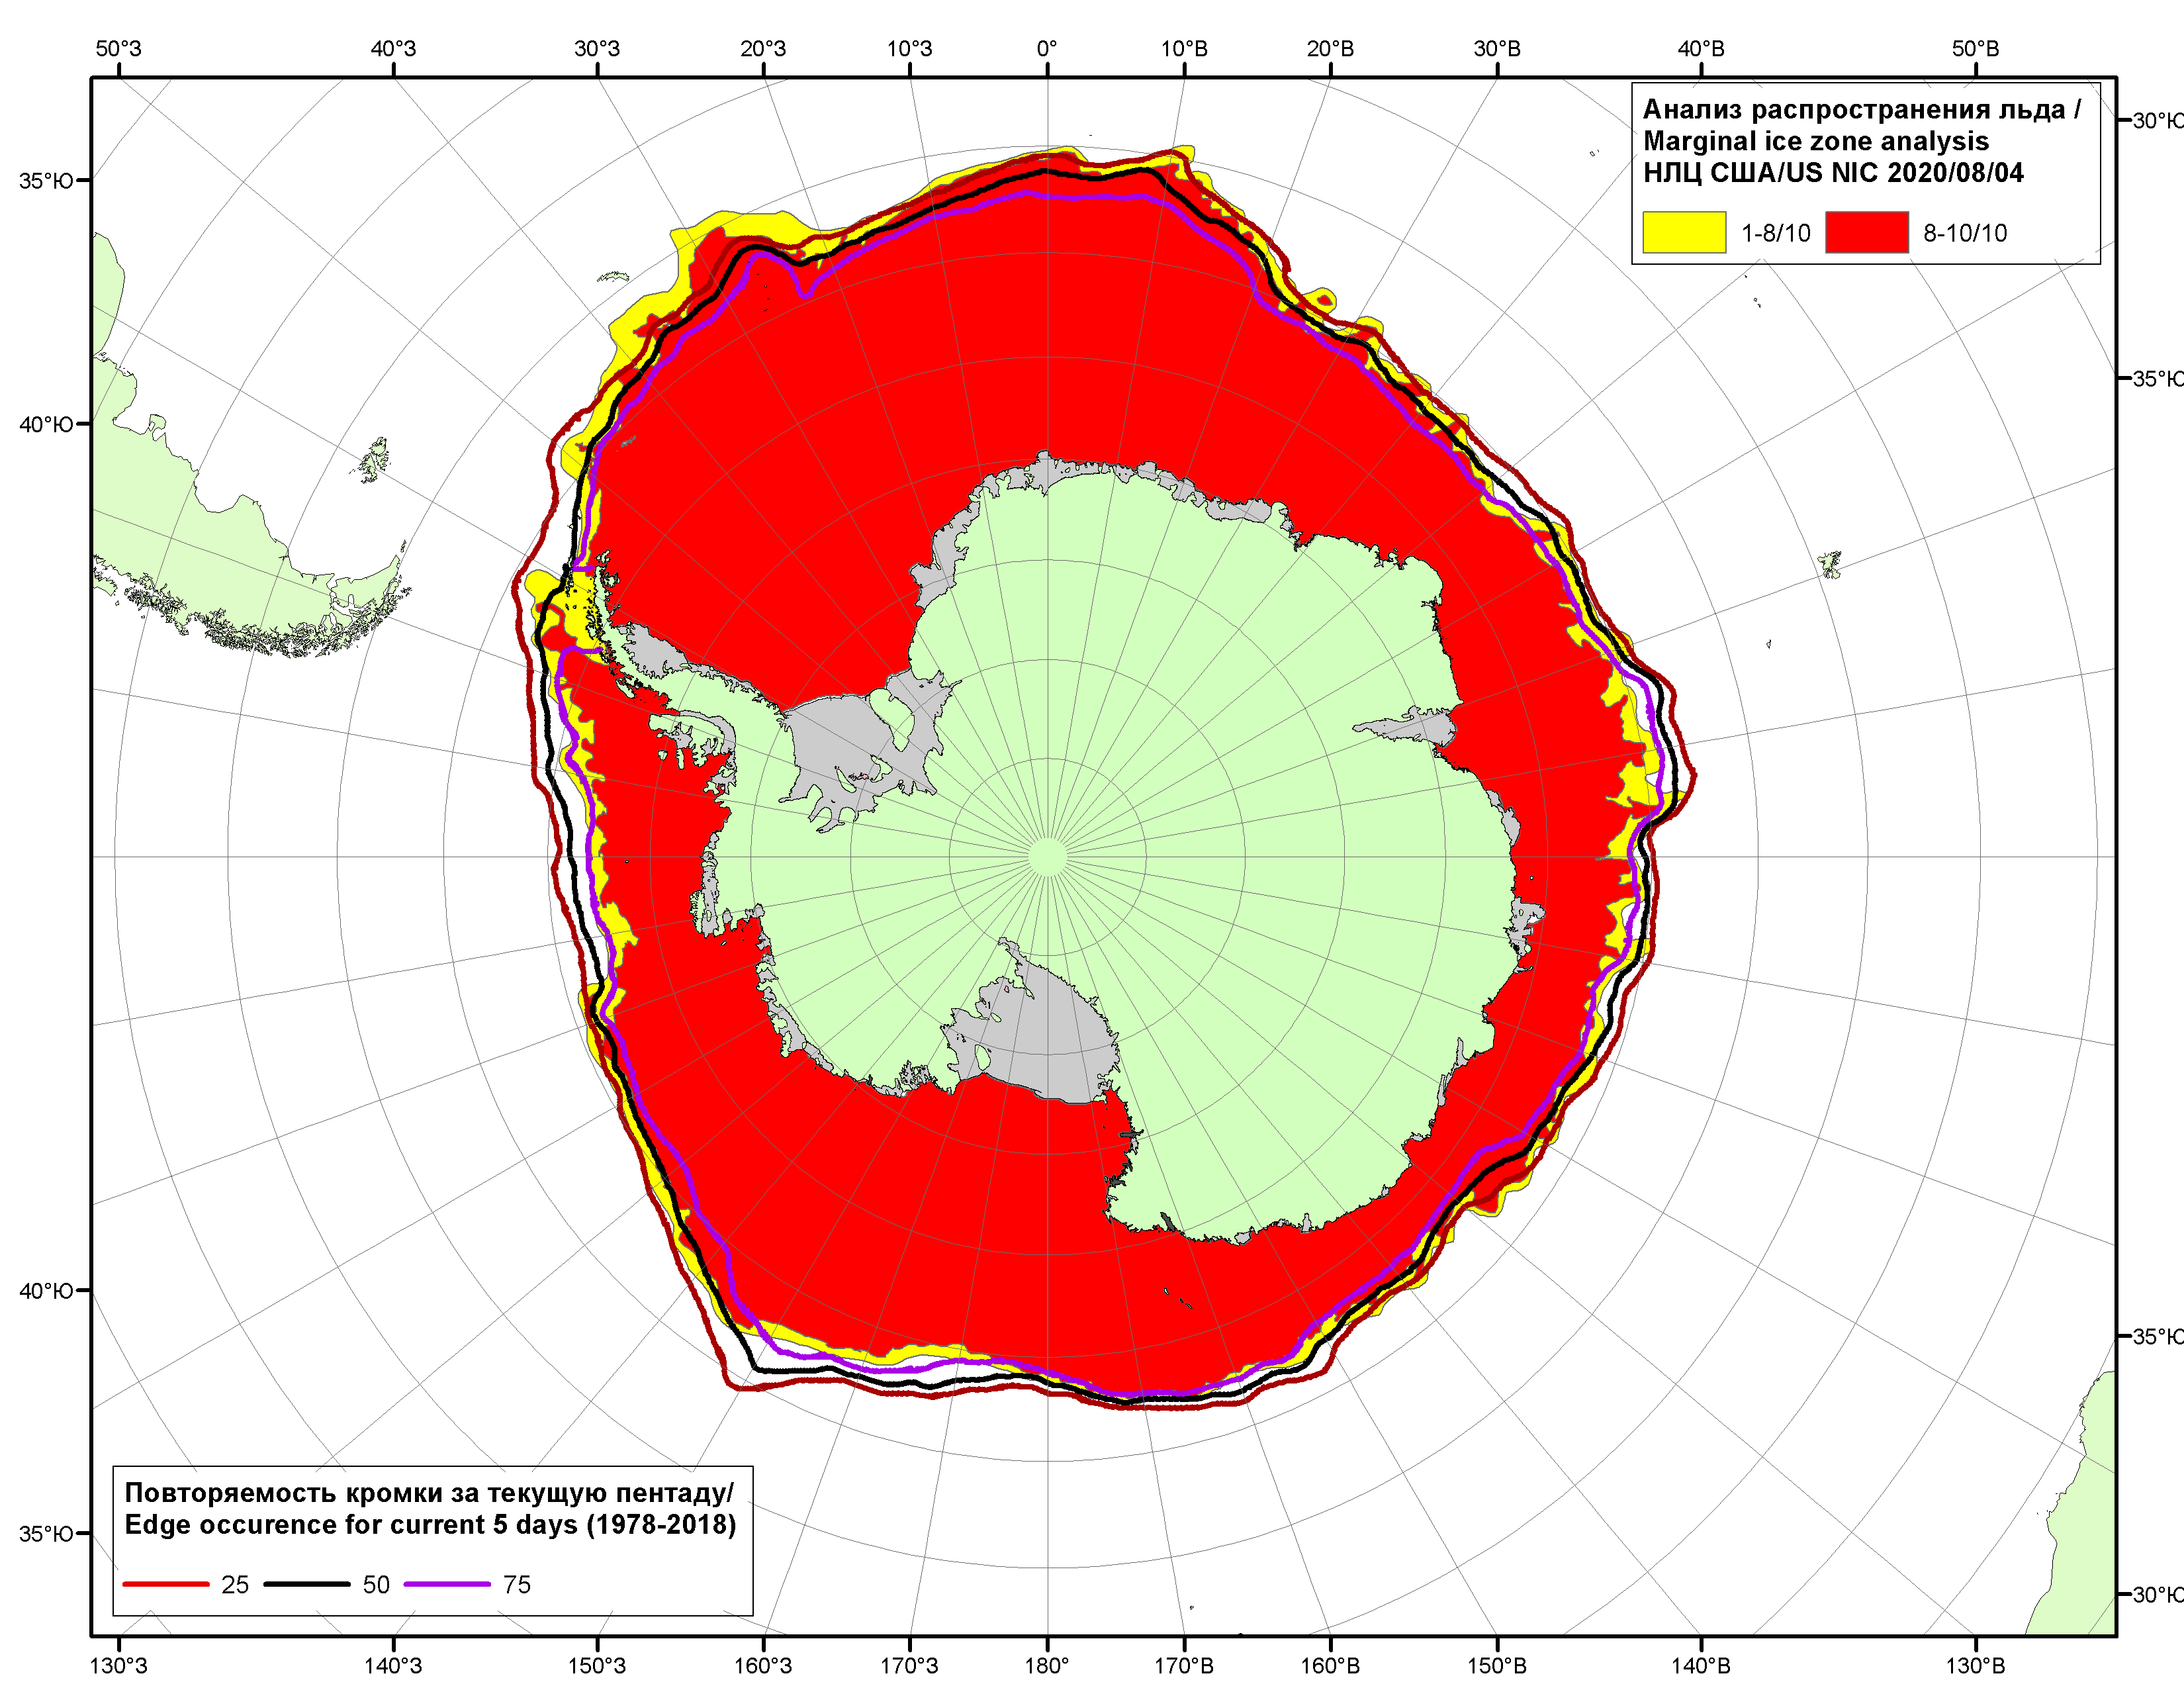 50°З 40°З 30°З 20°З 10°З 0° 10°В 20°В 30°В 40°В 50°В
Анализ распространения льда /
Marginal ice zone analysis
НЛЦ США/US NIC 2020/08/04
1-8/10 8-10/10
30°Ю
35°Ю
35°Ю
40°Ю
40°Ю
35°Ю
35°Ю
30°Ю
Повторяемость кромки за текущую пентаду/
Edge occurence for current 5 days (1978-2018)
25 50 75
130°З 140°З 150°З 160°З 170°З 180° 170°В 160°В 150°В 140°В 130°В